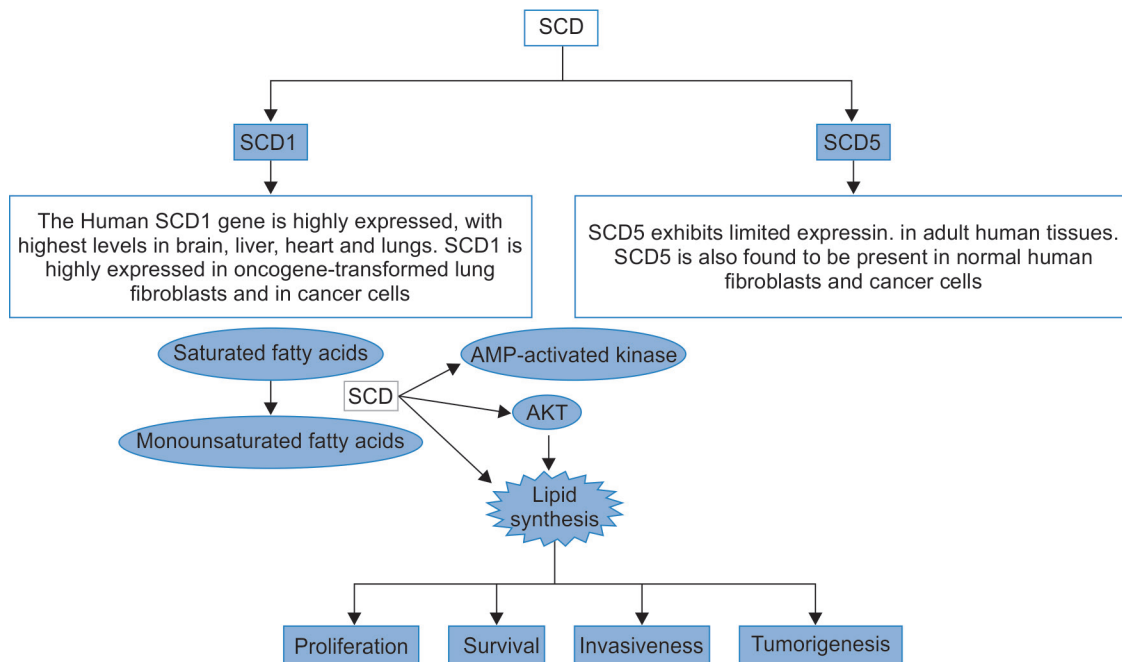 SCD
SCD1
SCD5
The Human SCD1 gene is highly expressed, with
highest levels in brain, liver, heart and lungs. SCD1 is
highly expressed in oncogene-transformed lung
fibroblasts and in cancer cells
SCD5 exhibits limited expressin. in adult human tissues.
SCD5 is also found to be present in normal human
fibroblasts and cancer cells
Saturated fatty acids
AMP-activated kinase
SCD
AKT
Monounsaturated fatty acids
Lipid
synthesis
Proliferation
Survival
Invasiveness
Tumorigenesis